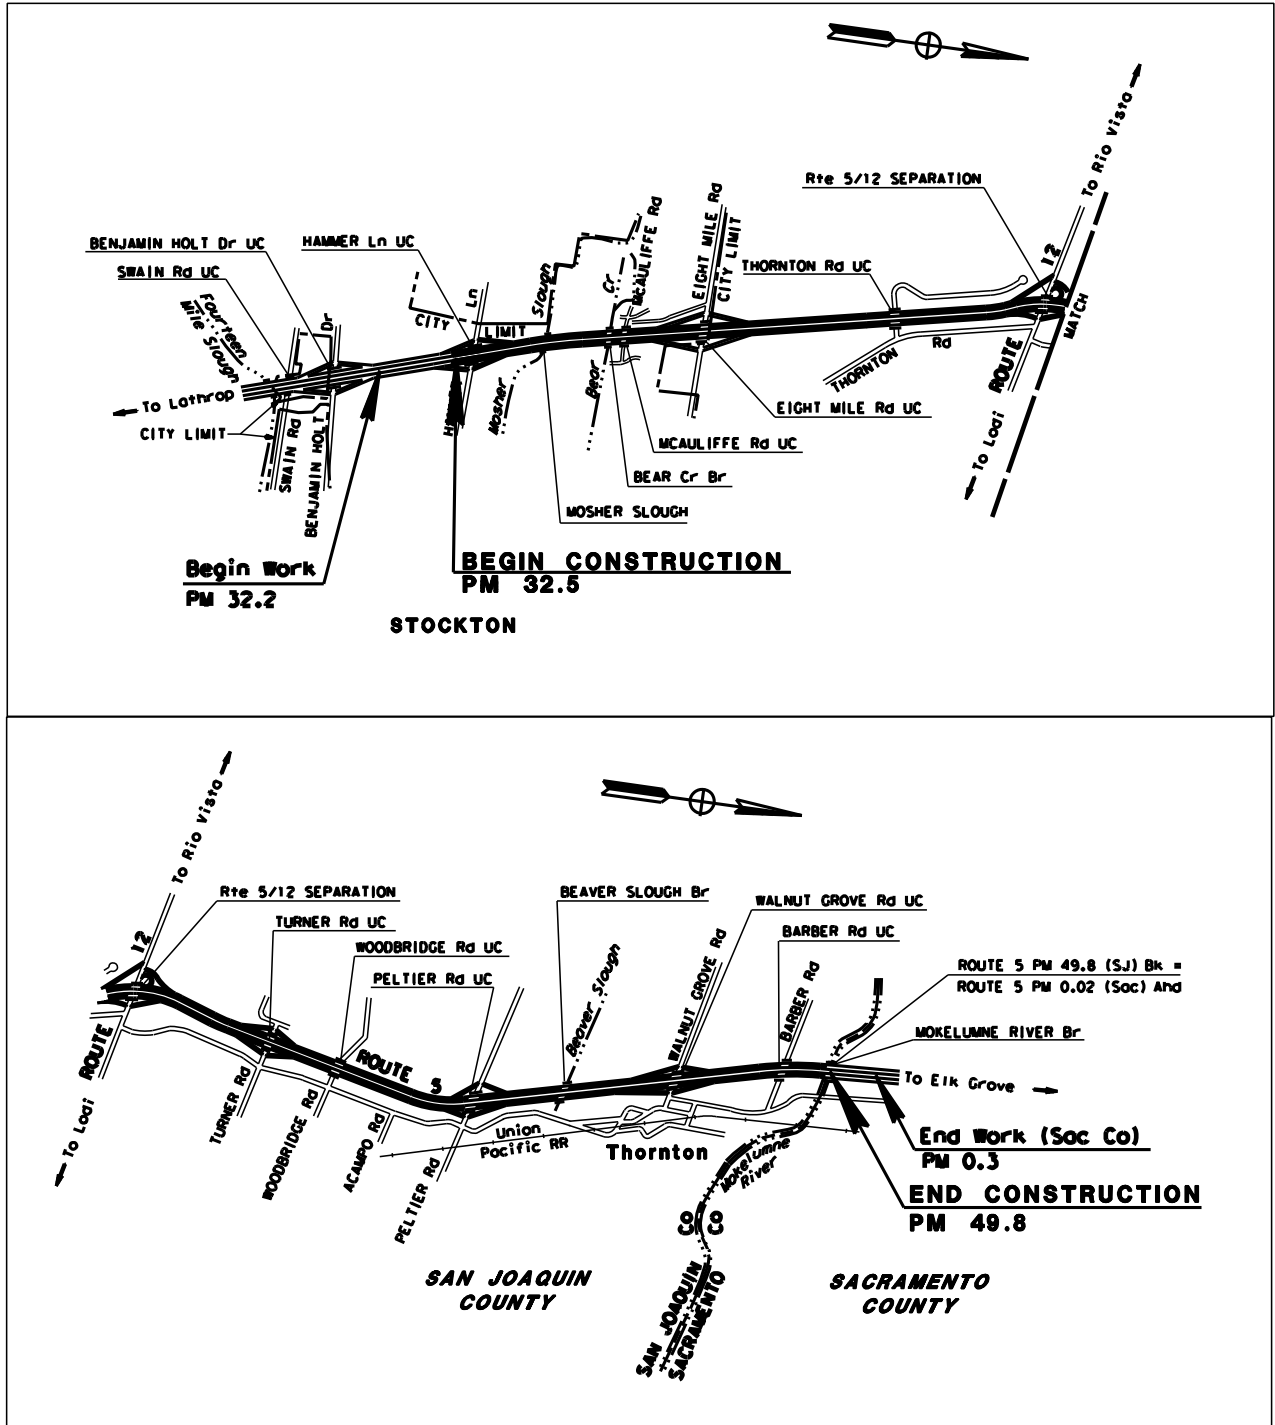 To Rio Vista
Rte 5/12 SEPARATION
12
MATCH
BENJAMIN HOLT Dr UC
HAMMER Ln UC
SWAIN Rd UC
Fourteen
Mile Slough
Dr
CITY LIMIT
Ln
Slough
Cr
MCAULIFFE Rd
EIGHT MILE Rd
CITY LIMIT
THORNTON Rd UC
THORNTON Rd
ROUTE
To Lodi
To Lathrop
CITY LIMIT
SWAIN Rd
BENJAMIN HOLT
Mosher
Bear
EIGHT MILE Rd UC
MCAULIFFE Rd UC
BEAR Cr Br
MOSHER SLOUGH
Begin Work
PM 32.2
BEGIN CONSTRUCTION
PM 32.5
STOCKTON
To Rio Vista
Rte 5/12 SEPARATION
12
TURNER Rd UC
WOODBRIDGE Rd UC
PELTIER Rd UC
BEAVER SLOUGH Br
WALNUT GROVE Rd UC
BARBER Rd UC
ROUTE 5 PM 49.8 (SJ) Bk =
ROUTE 5 PM 0.02 (Sac) Ahd
MOKELUMNE RIVER Br
Beaver Slough
WALNUT GROVE Rd
BARBER Rd
ROUTE
ROUTE 5
To Lodi
TURNER Rd
WOODBRIDGE Rd
ACAMPO Rd
PELTIER Rd
Union
Pacific RR
Thornton
Mokelumne
River
To Elk Grove
End Work (Sac Co)
PM 0.3
END CONSTRUCTION
PM 49.8
SAN JOAQUIN
COUNTY
SACRAMENTO
COUNTY
SAN JOAQUIN CO
SACRAMENTO CO